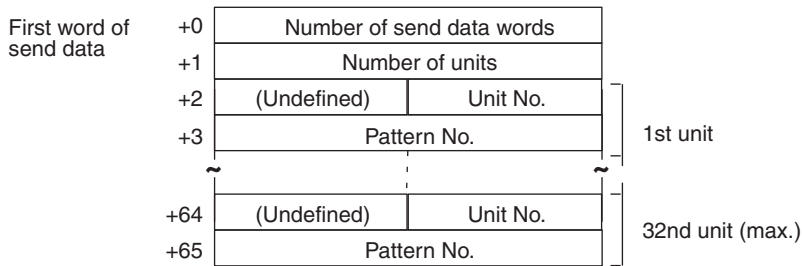 First word of
send data
+0 Number of send data words
+1 Number of units
+2 (Undefined) Unit No.
+3 Pattern No.
1st unit
~ ~
+64 (Undefined) Unit No.
+65 Pattern No.
32nd unit (max.)